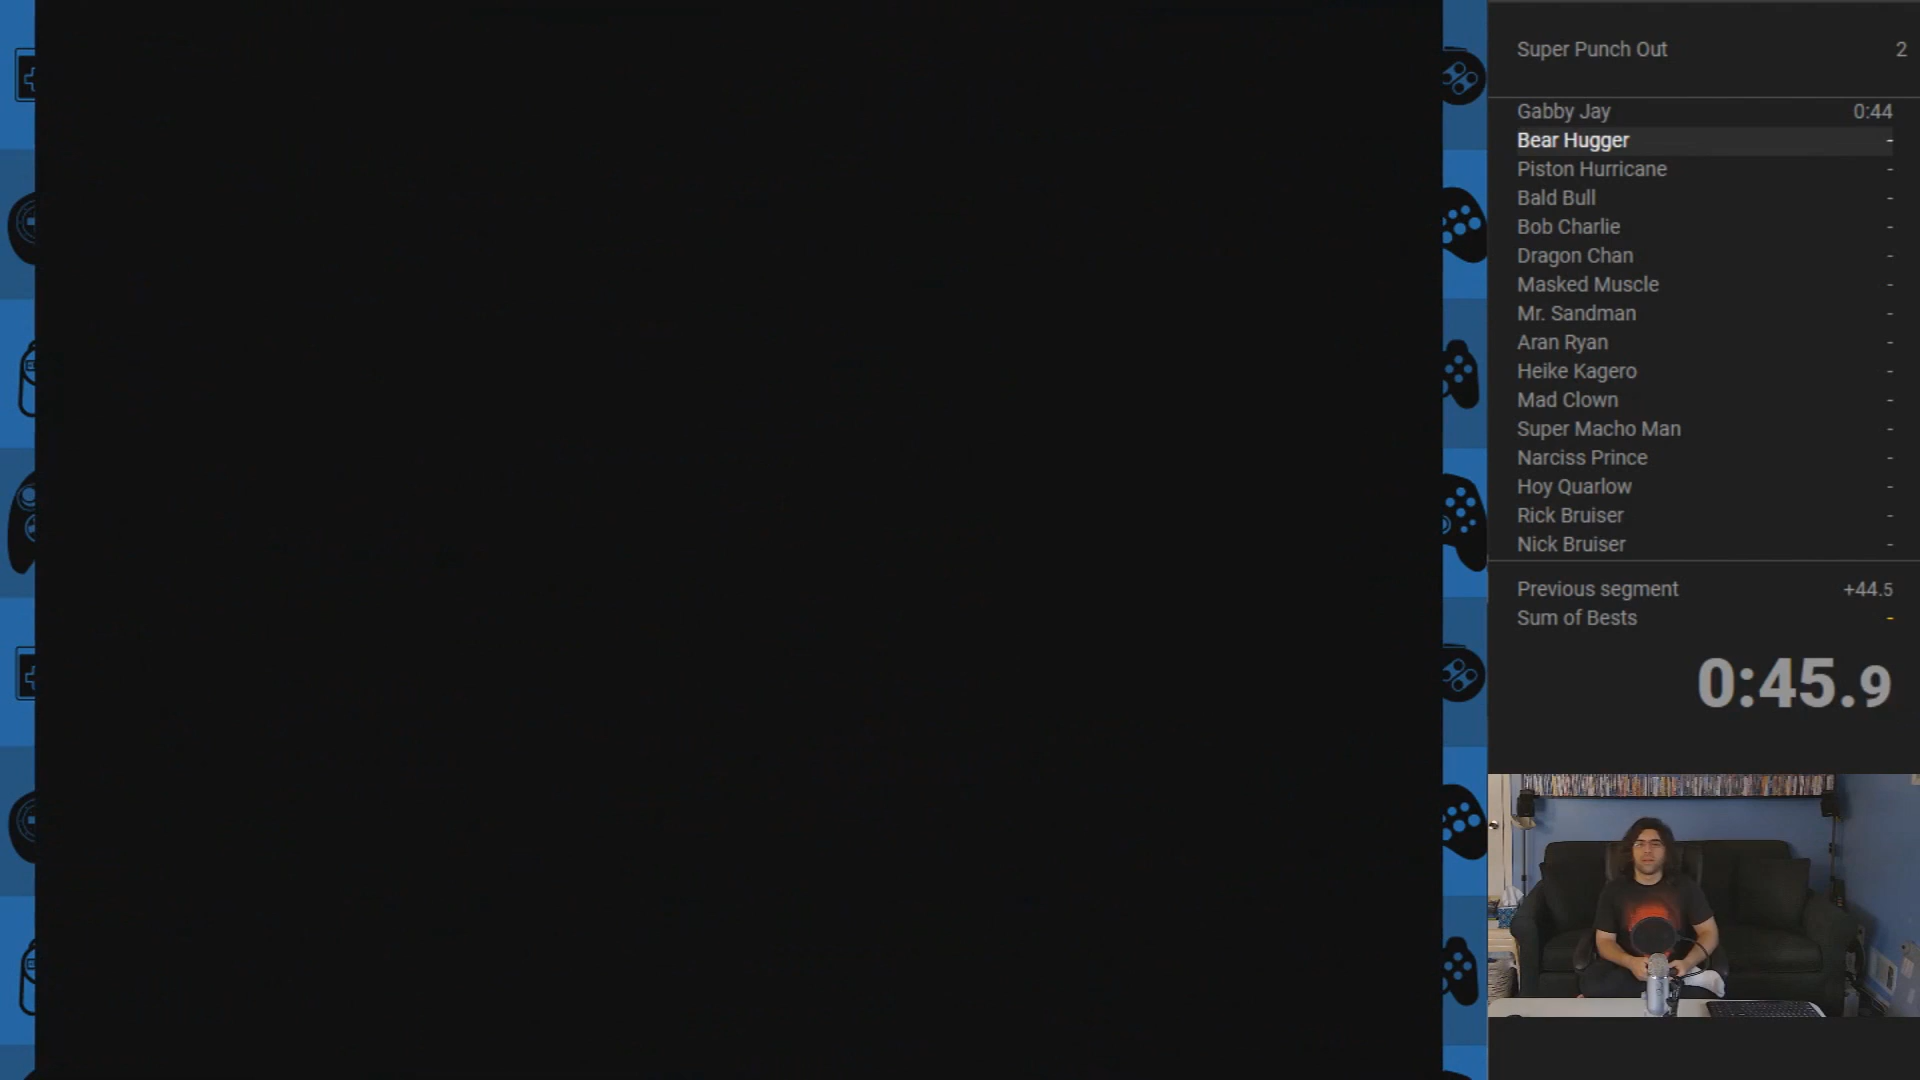 Super Punch Out 2
Gabby Jay 0:44
Bear Hugger -
Piston Hurricane -
Bald Bull -
Bob Charlie -
Dragon Chan -
Masked Muscle -
Mr. Sandman -
Aran Ryan -
Heike Kagero -
Mad Clown -
Super Macho Man -
Narciss Prince -
Hoy Quarlow -
Rick Bruiser -
Nick Bruiser -
Previous segment +44.5
Sum of Bests -
0:45.9